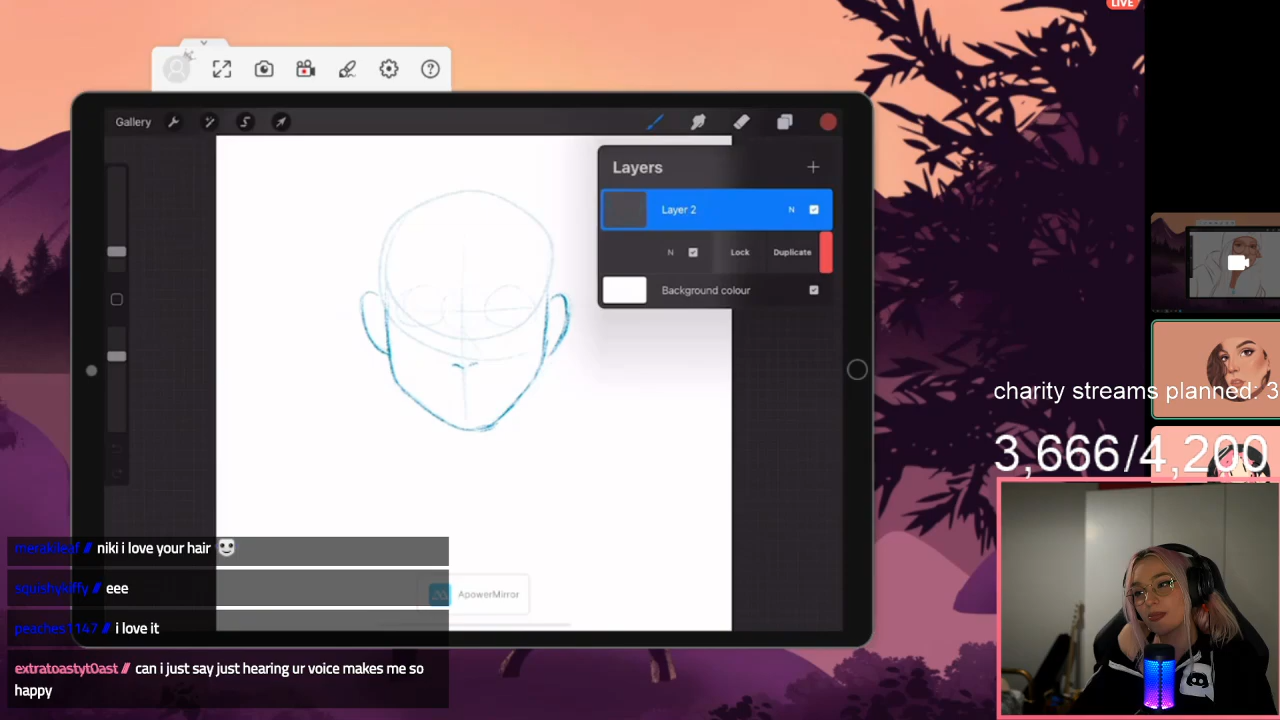 LIVE
Gallery
Layers
Layer 2
N
N
Lock
Duplicate
Background colour
charity streams planned: 3
3,666/4,200
merakileaf // niki i love your hair
squishykiffy // eee
ApowerMirror
peaches1147 // i love it
extratoastyt0ast // can i just say just hearing ur voice makes me so
happy